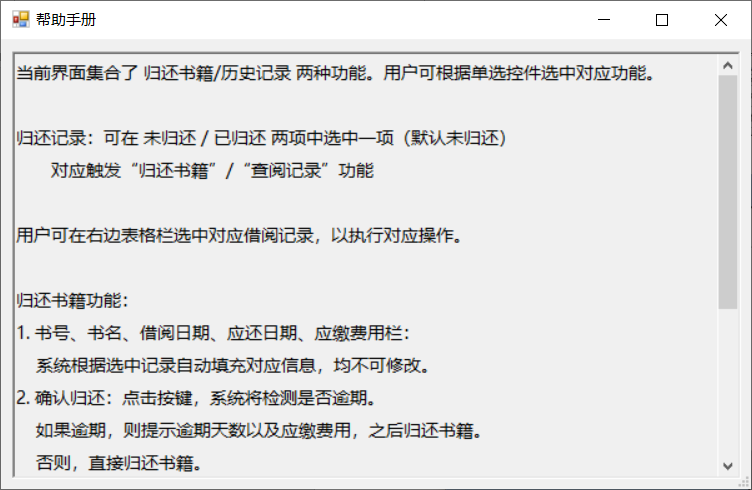 帮助手册
当前界面集合了 归还书籍/历史记录 两种功能。用户可根据单选控件选中对应功能。
归还记录：可在 未归还 / 已归还 两项中选中一项（默认未归还）
对应触发“归还书籍” /“查阅记录”功能
用户可在右边表格栏选中对应借阅记录，以执行对应操作。
归还书籍功能：
1. 书号、书名、借阅日期、应还日期、应缴费用栏：
系统根据选中记录自动填充对应信息，均不可修改。
2. 确认归还：点击按键，系统将检测是否逾期。
如果逾期，则提示逾期天数以及应缴费用，之后归还书籍。
否则，直接归还书籍。